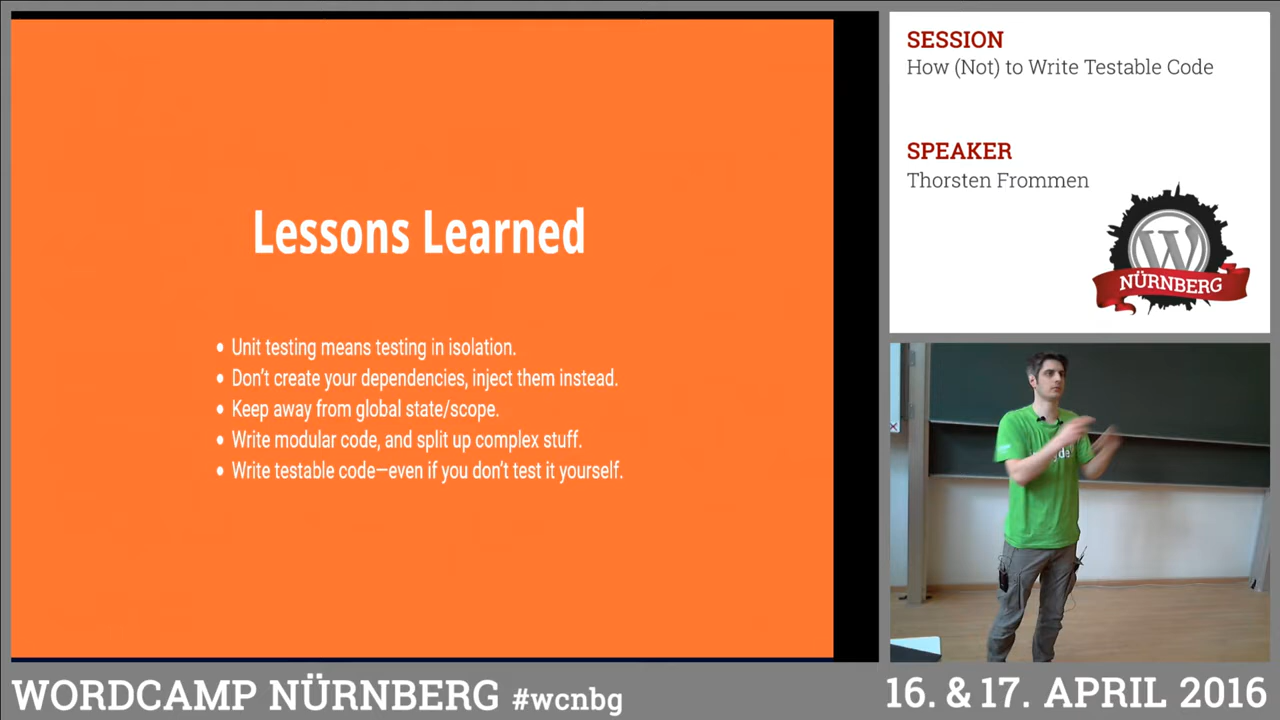 Lessons Learned
• Unit testing means testing in isolation.
• Don't create your dependencies, inject them instead.
• Keep away from global state/scope.
• Write modular code, and split up complex stuff.
• Write testable code—even if you don't test it yourself.
SESSION
How (Not) to Write Testable Code
SPEAKER
Thorsten Frommen
W
NÜRNBERG
WORDCAMP NÜRNBERG #wcnbg
16. & 17. APRIL 2016